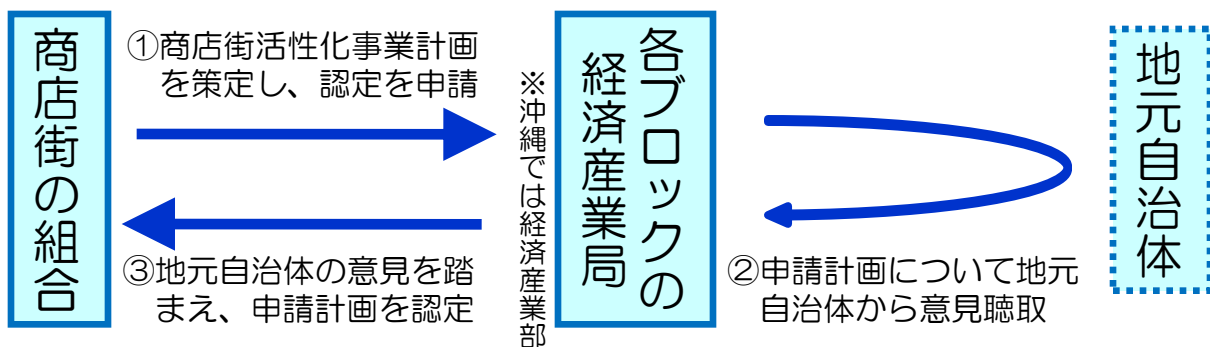 商店街の組合
①商店街活性化事業計画
を策定し、認定を申請
③地元自治体の意見を踏
まえ、申請計画を認定
※沖縄では経済産業部
各ブロックの
経済産業局
②申請計画について地元
自治体から意見聴取
地元自治体